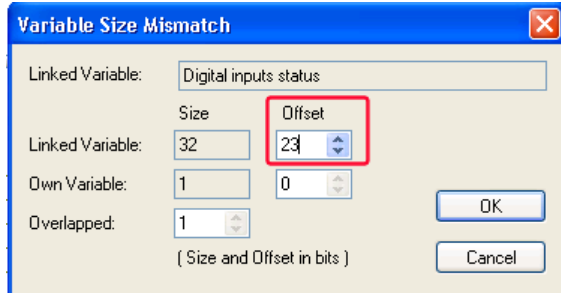 Variable Size Mismatch
Linked Variable: Digital inputs status
Size Offset
Linked Variable: 32 23
Own Variable: 1 0
OK
Overlapped: 1
( Size and Offset in bits ) Cancel